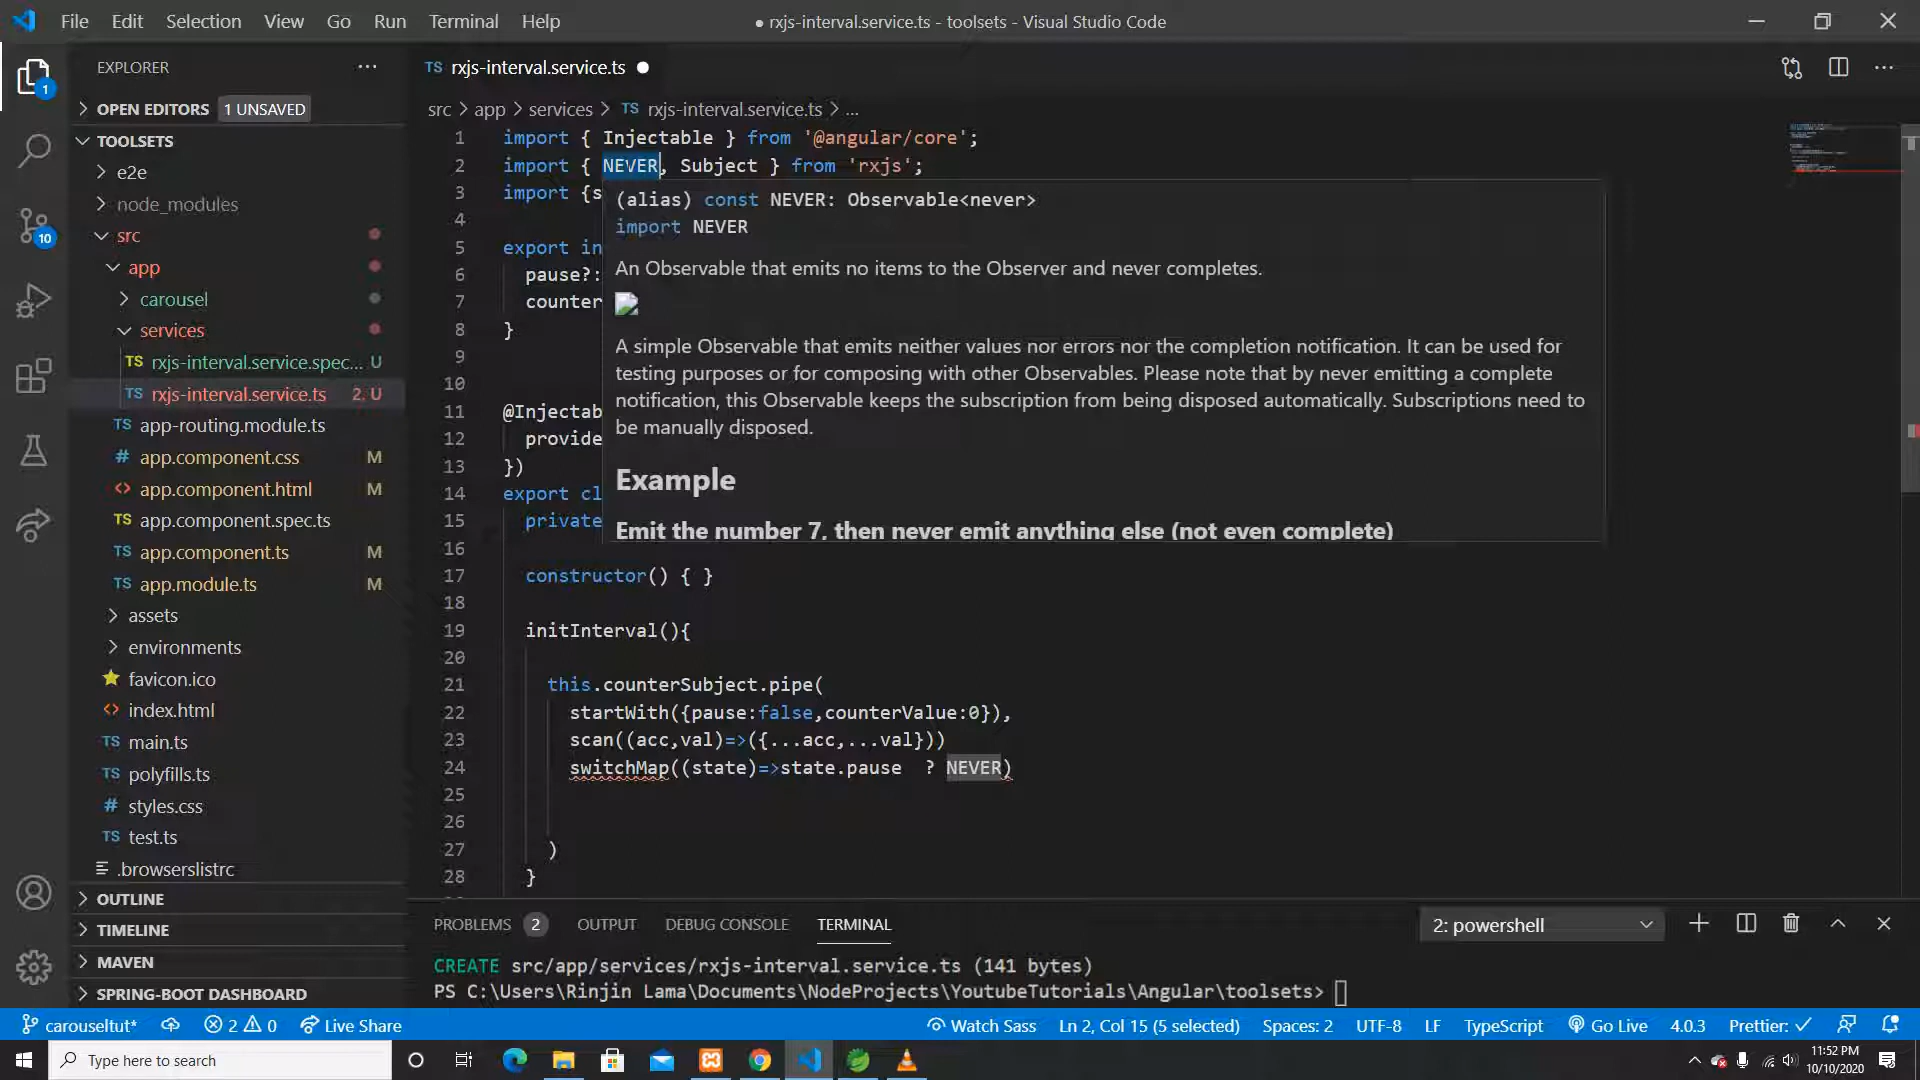 File Edit Selection View Go Run Terminal Help
● rxjs-interval.service.ts - toolsets - Visual Studio Code
EXPLORER
OPEN EDITORS 1 UNSAVED
TOOLSETS
e2e
node_modules
src
app
carousel
services
TS rxjs-interval.service.spec... U
TS rxjs-interval.service.ts 2, U
TS app-routing.module.ts
# app.component.css M
<> app.component.html M
TS app.component.spec.ts
TS app.component.ts M
TS app.module.ts M
assets
environments
favicon.ico
<> index.html
TS main.ts
TS polyfills.ts
# styles.css
TS test.ts
.browserslistrc
OUTLINE
TIMELINE
MAVEN
SPRING-BOOT DASHBOARD
1
10
TS rxjs-interval.service.ts ●
src > app > services > TS rxjs-interval.service.ts > ...
1 import { Injectable } from '@angular/core';
2 import { NEVER, Subject } from 'rxjs';
3 import {s
4
5 export in
6 pause?:
7 counter
8 }
9
10
11 @Injectab
12 provide
13 })
14 export cl
15 private
16
17 constructor() { }
18
19 initInterval(){
20
21 this.counterSubject.pipe(
22 startWith({pause:false,counterValue:0}),
23 scan((acc,val)=>({...acc,...val}))
24 switchMap((state)=>state.pause  ? NEVER)
25
26
27 )
28 }
(alias) const NEVER: Observable<never>
import NEVER
An Observable that emits no items to the Observer and never completes.
A simple Observable that emits neither values nor errors nor the completion notification. It can be used for
testing purposes or for composing with other Observables. Please note that by never emitting a complete
notification, this Observable keeps the subscription from being disposed automatically. Subscriptions need to
be manually disposed.
Example
Emit the number 7, then never emit anything else (not even complete)
PROBLEMS 2 OUTPUT DEBUG CONSOLE TERMINAL
2: powershell
CREATE src/app/services/rxjs-interval.service.ts (141 bytes)
PS C:\Users\Rinjin Lama\Documents\NodeProjects\YoutubeTutorials\Angular\toolsets>
carouseltut* 2 0 Live Share
Watch Sass Ln 2, Col 15 (5 selected) Spaces: 2 UTF-8 LF TypeScript Go Live 4.0.3 Prettier: ✓
Type here to search
11:52 PM
10/10/2020